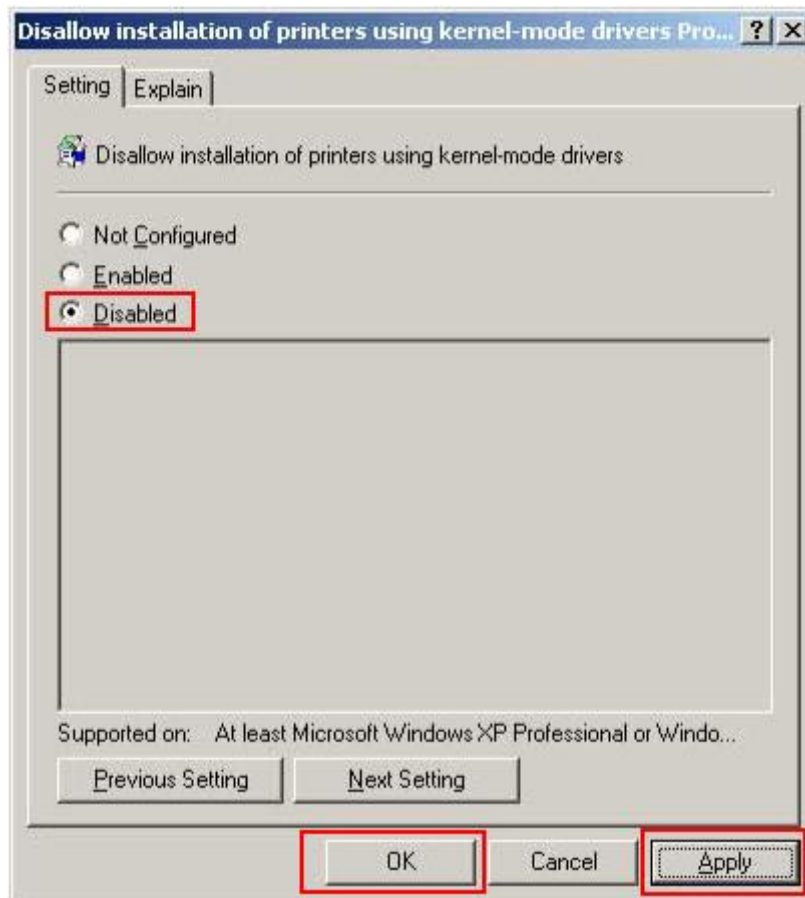 Disallow installation of printers using kernel-mode drivers Pro... ? X
Setting Explain
Disallow installation of printers using kernel-mode drivers
Not Configured
Enabled
Disabled
Supported on: At least Microsoft Windows XP Professional or Windo...
Previous Setting Next Setting
OK Cancel Apply